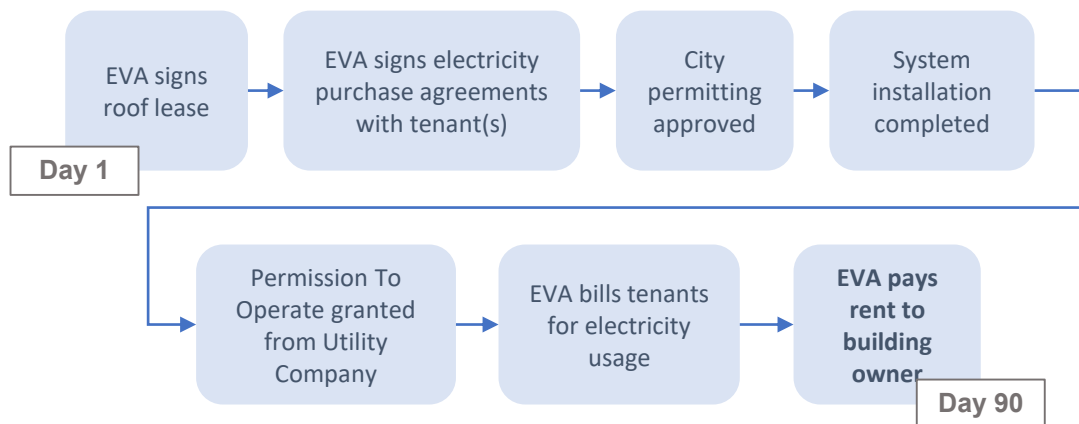 EVA signs
roof lease
Day 1
EVA signs electricity
purchase agreements
with tenant(s)
City
permitting
approved
System
installation
completed
Permission To
Operate granted
from Utility
Company
EVA bills tenants
for electricity
usage
EVA pays
rent to
building
owner
Day 90